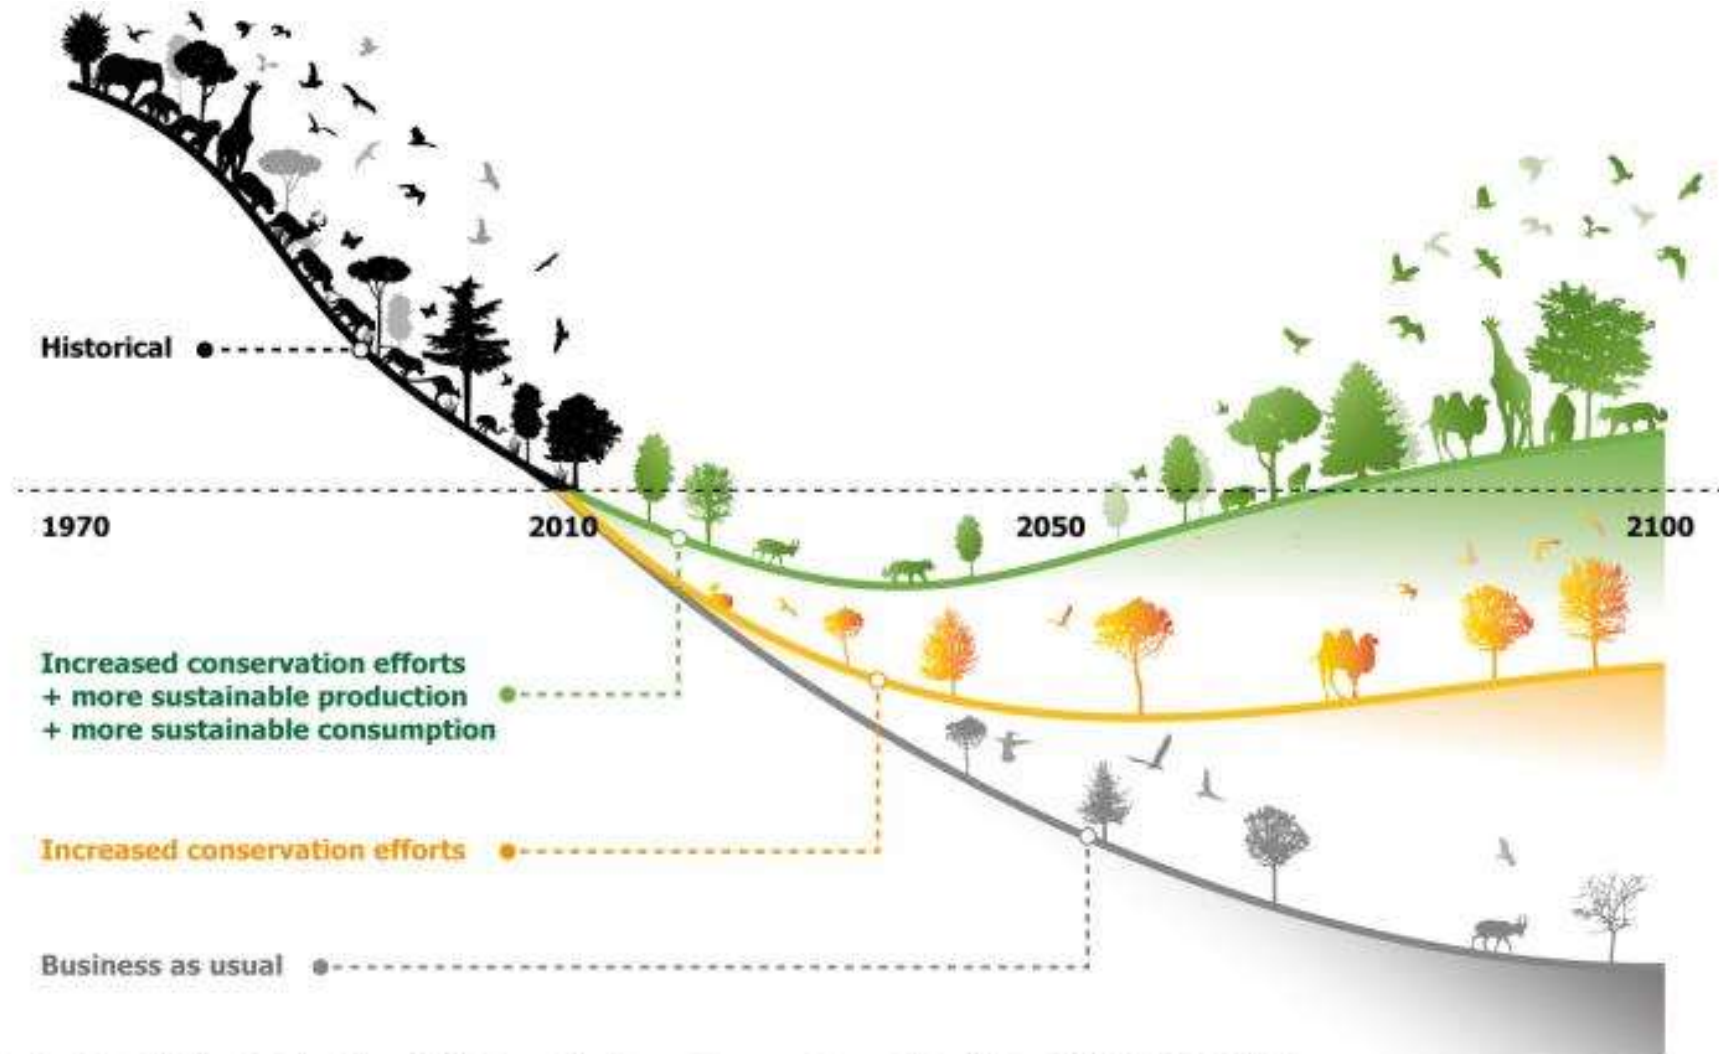 Historical
1970 2010 2050 2100
Increased conservation efforts
+ more sustainable production
+ more sustainable consumption
Increased conservation efforts
Business as usual